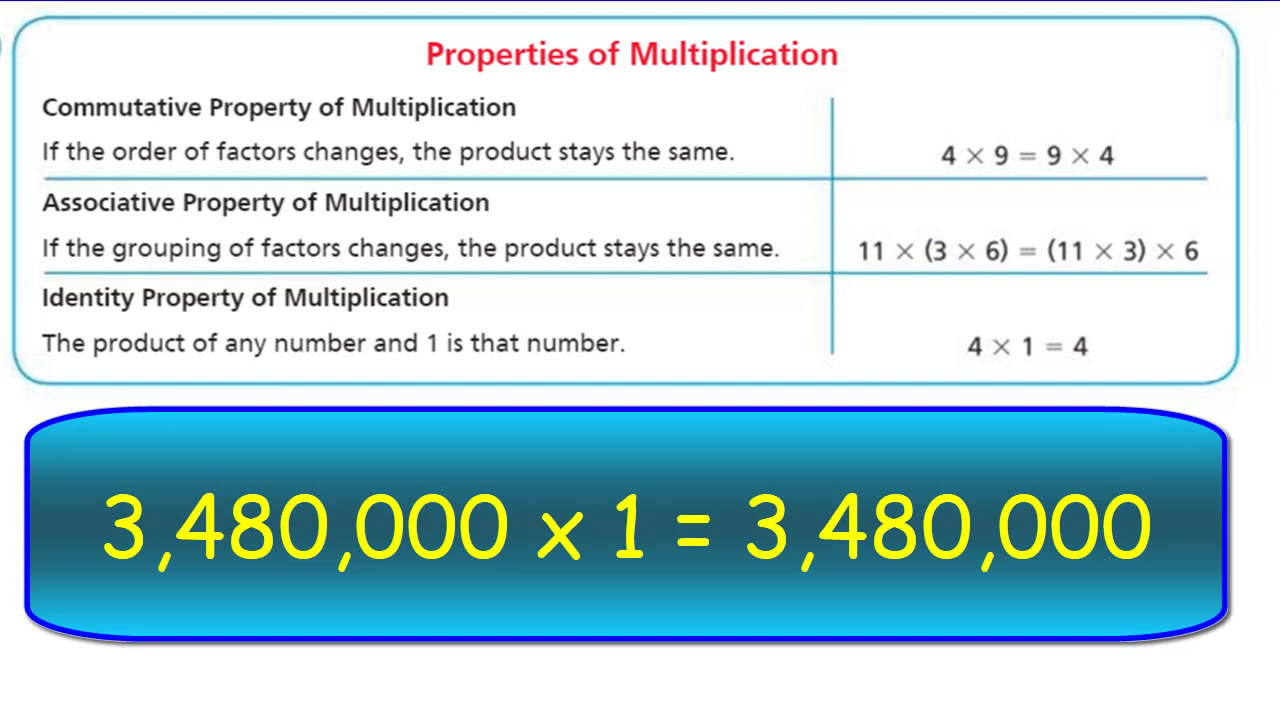 Properties of Multiplication
Commutative Property of Multiplication
If the order of factors changes, the product stays the same.
4 × 9 = 9 × 4
Associative Property of Multiplication
If the grouping of factors changes, the product stays the same.
11 × (3 × 6) = (11 × 3) × 6
Identity Property of Multiplication
The product of any number and 1 is that number.
4 × 1 = 4
3,480,000 x 1 = 3,480,000